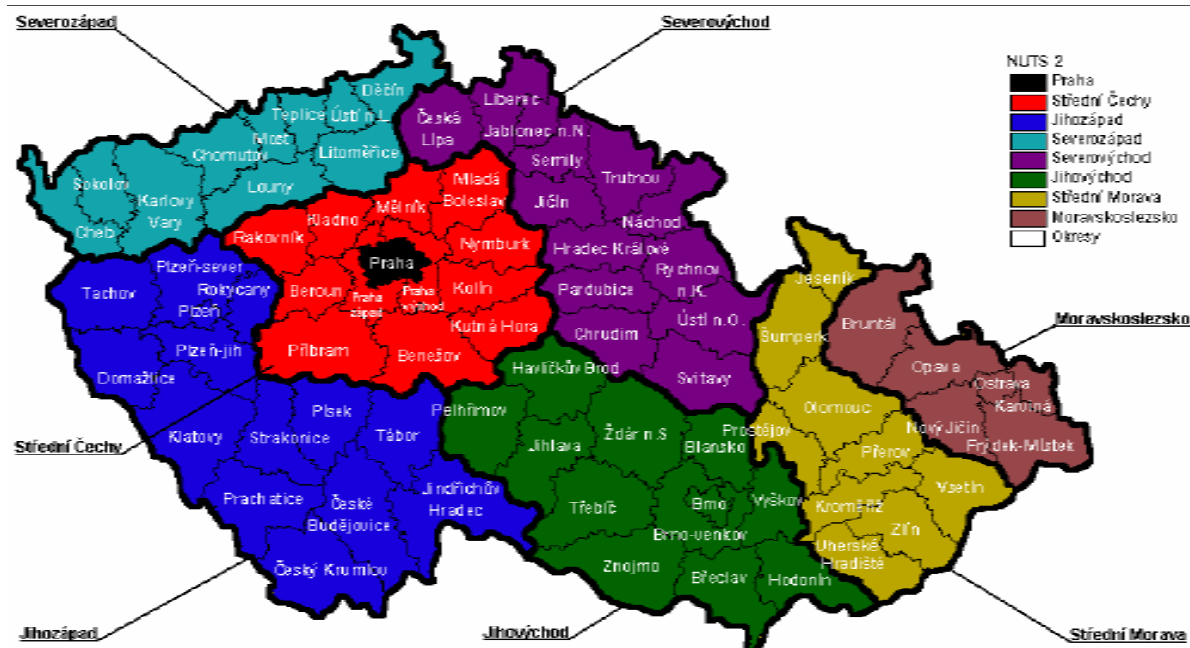 Severozápad
Severovýchod
NUTS 2
Praha
Střední Čechy
Jihozápad
Severozápad
Severovýchod
Jihovýchod
Střední Morava
Moravskoslezsko
Okresy
Děčín
Teplice
Ústí n.L.
Most
Chomutov
Litoměřice
Louny
Sokolov
Karlovy
Vary
Cheb
Česká
Lípa
Liberec
Jablonec n.N.
Semily
Trutnov
Jičín
Náchod
Hradec Králové
Rychnov
n.K.
Pardubice
Ústí n.O.
Chrudim
Svitavy
Mladá
Boleslav
Mělník
Kladno
Rakovník
Nymburk
Praha
Beroun
Praha
západ
Praha
východ
Kolín
Kutná Hora
Příbram
Benešov
Plzeň-sever
Tachov
Rokycany
Plzeň
Plzeň-jih
Domažlice
Klatovy
Písek
Strakonice
Tábor
Prachatice
České
Budějovice
Jindřichův
Hradec
Český Krumlov
Havlíčkův Brod
Pelhřimov
Jihlava
Žďár n.S
Blansko
Třebíč
Brno
Vyškov
Brno-venkov
Znojmo
Břeclav
Hodonín
Jeseník
Šumperk
Olomouc
Prostějov
Přerov
Kroměříž
Vsetín
Zlín
Uherské
Hradiště
Bruntál
Opava
Ostrava
Karviná
Nový Jičín
Frýdek-Místek
Moravskoslezsko
Střední Čechy
Jihozápad
Jihovýchod
Střední Morava